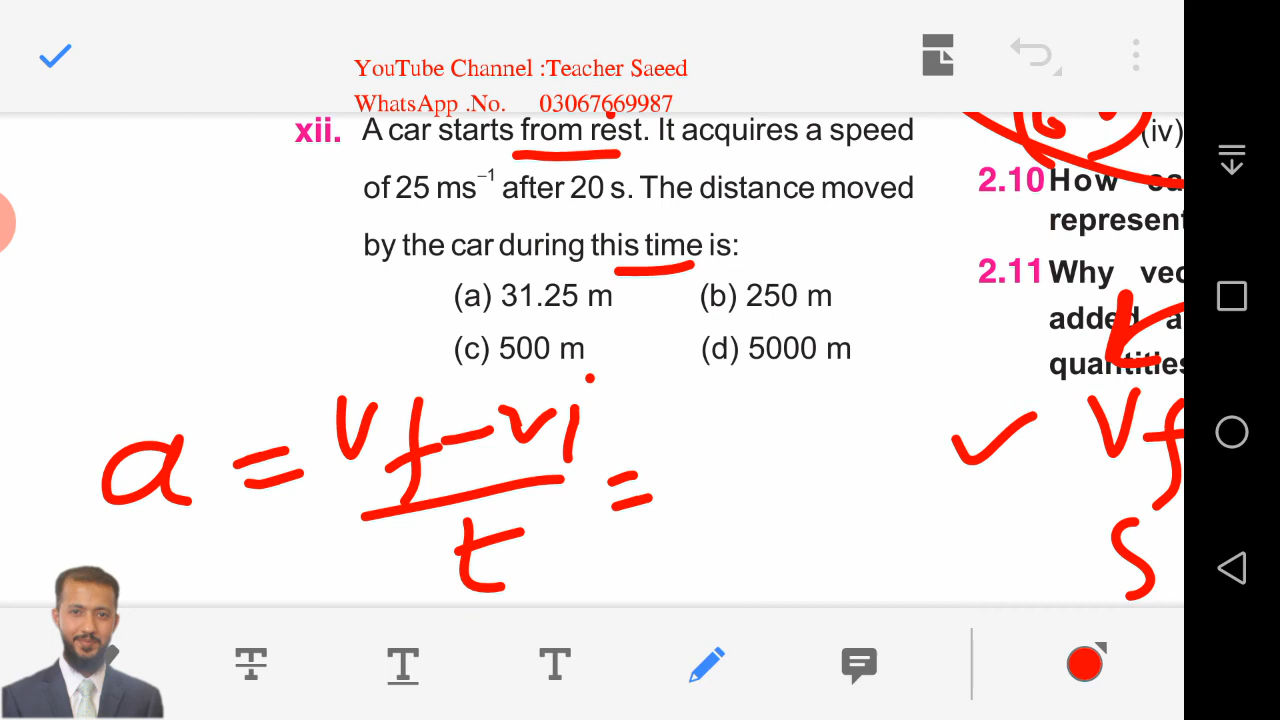 YouTube Channel :Teacher Saeed
WhatsApp .No. 03067669987
xii. A car starts from rest. It acquires a speed
of 25 ms⁻¹ after 20 s. The distance moved
by the car during this time is:
(a) 31.25 m (b) 250 m
(c) 500 m (d) 5000 m
(iv)
2.10 How
represent
2.11 Why vec
added a
quantities
a = vf-vi =
t
✓ Vf
S
T T T